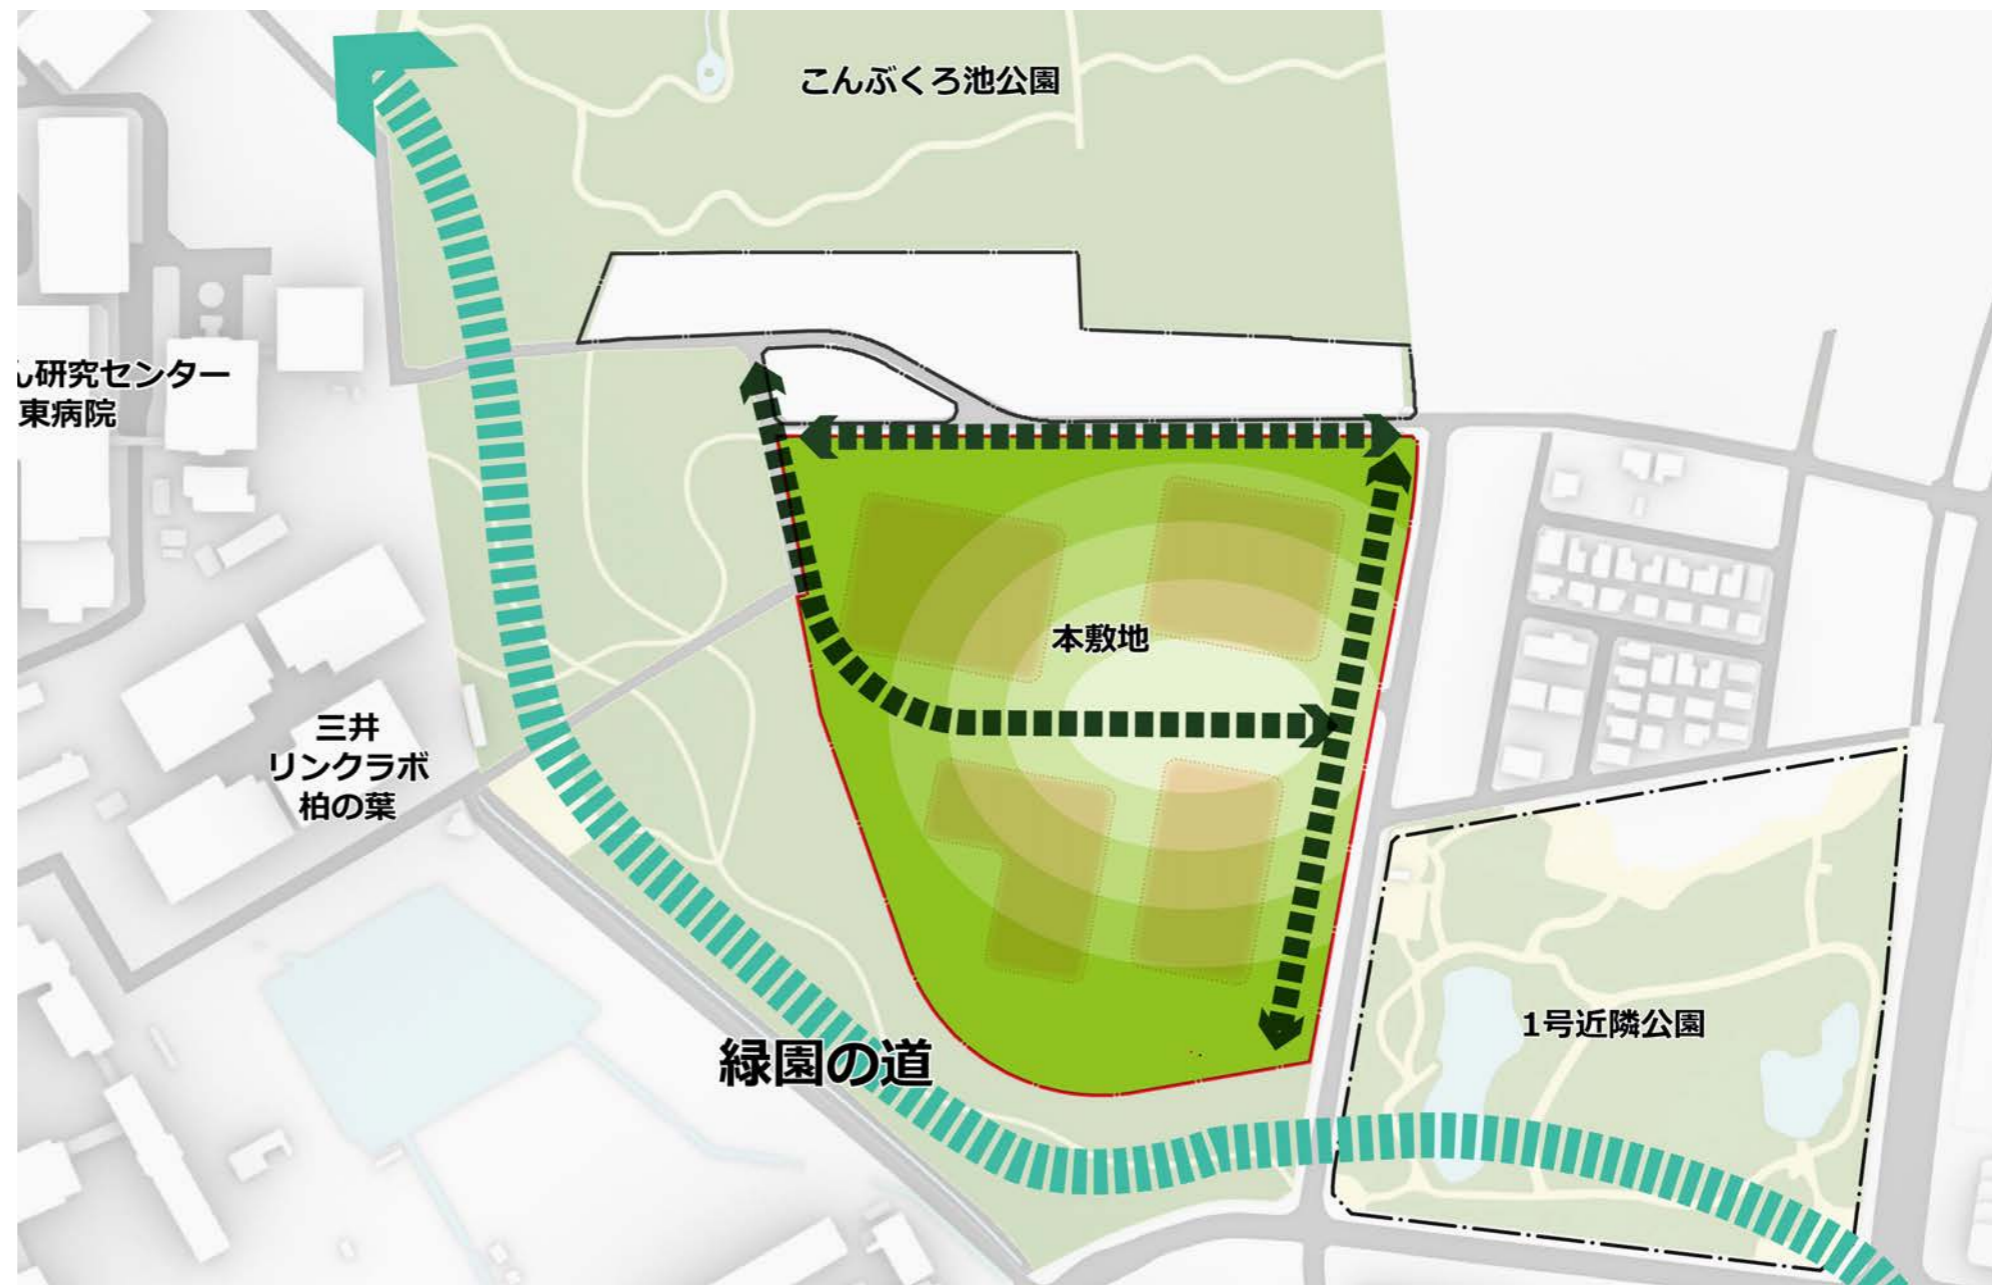 こんぶくろ池公園
ん研究センター
東病院
本敷地
三井
リンクラボ
柏の葉
1号近隣公園
緑園の道